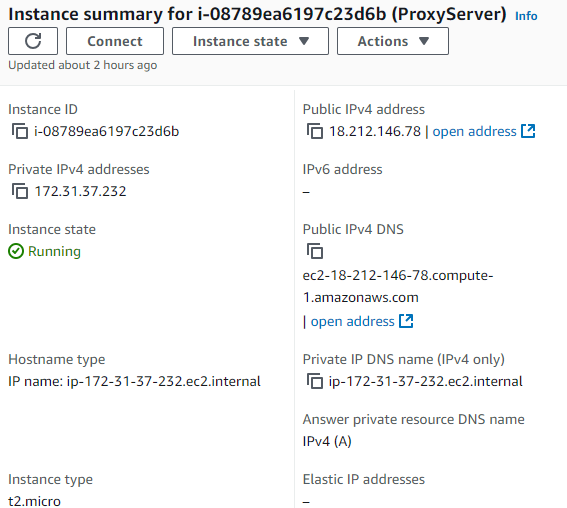 Instance summary for i-08789ea6197c23d6b (ProxyServer) Info
Connect
Instance state
Actions
Updated about 2 hours ago
Instance ID
i-08789ea6197c23d6b
Public IPv4 address
18.212.146.78 | open address
Private IPv4 addresses
172.31.37.232
IPv6 address
–
Instance state
Running
Public IPv4 DNS
ec2-18-212-146-78.compute-
1.amazonaws.com
| open address
Hostname type
IP name: ip-172-31-37-232.ec2.internal
Private IP DNS name (IPv4 only)
ip-172-31-37-232.ec2.internal
Answer private resource DNS name
IPv4 (A)
Instance type
t2.micro
Elastic IP addresses
–